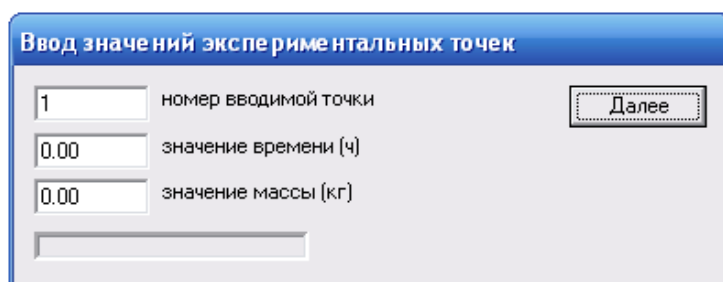 Ввод значений экспериментальных точек
1 номер вводимой точки Далее
0.00 значение времени (ч)
0.00 значение массы (кг)